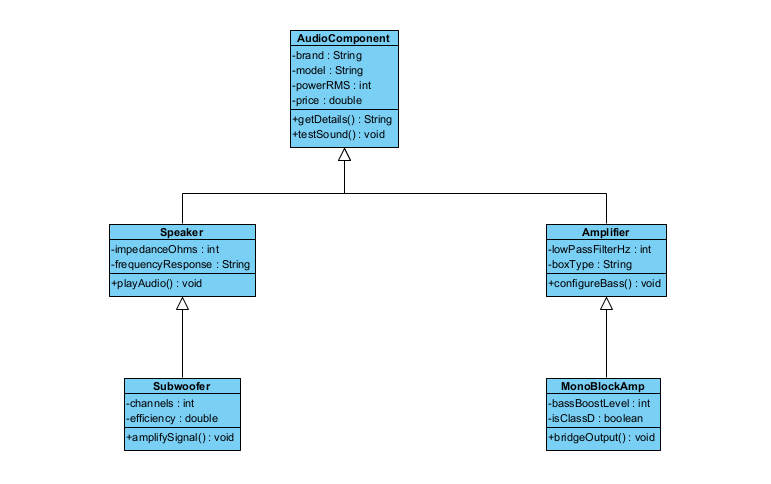 AudioComponent
-brand : String
-model : String
-powerRMS : int
-price : double
+getDetails() : String
+testSound() : void
Speaker
-impedanceOhms : int
-frequencyResponse : String
+playAudio() : void
Amplifier
-lowPassFilterHz : int
-boxType : String
+configureBass() : void
Subwoofer
-channels : int
-efficiency : double
+amplifySignal() : void
MonoBlockAmp
-bassBoostLevel : int
-isClassD : boolean
+bridgeOutput() : void